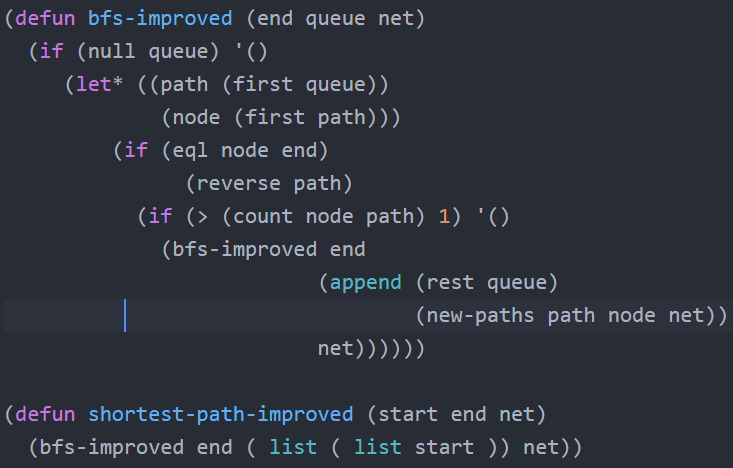 (defun bfs-improved (end queue net)
  (if (null queue) '()
     (let* ((path (first queue))
             (node (first path)))
         (if (eql node end)
               (reverse path)
           (if (> (count node path) 1) '()
             (bfs-improved end
                          (append (rest queue)
                                  (new-paths path node net))
                          net))))))

(defun shortest-path-improved (start end net)
  (bfs-improved end ( list ( list start )) net))